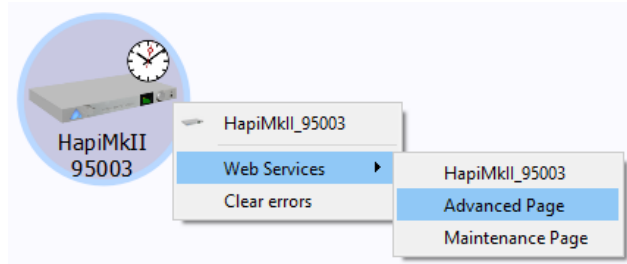 HapiMkII
95003
HapiMkII_95003
Web Services
Clear errors
HapiMkII_95003
Advanced Page
Maintenance Page